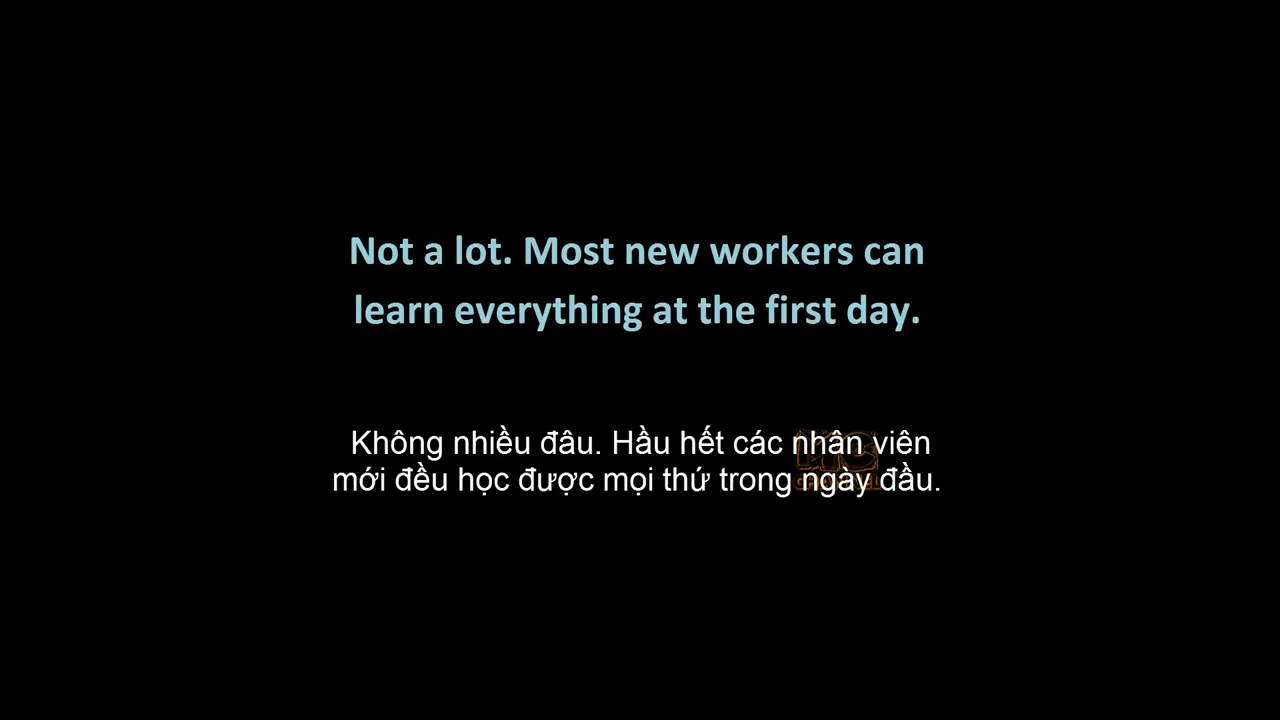 Not a lot. Most new workers can
learn everything at the first day.
Không nhiều đâu. Hầu hết các nhân viên
mới đều học được mọi thứ trong ngày đầu.